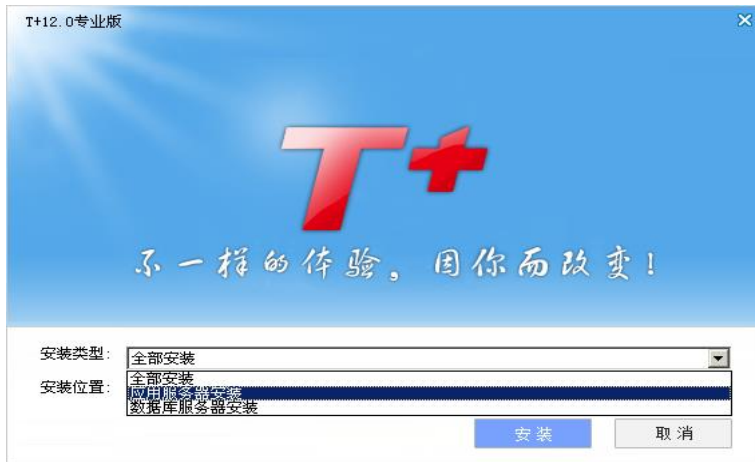 T+12.0专业版
T+
不一样的体验，因你而改变！
安装类型：
全部安装
全部安装
安装位置：
应用服务器安装
数据库服务器安装
安装
取消